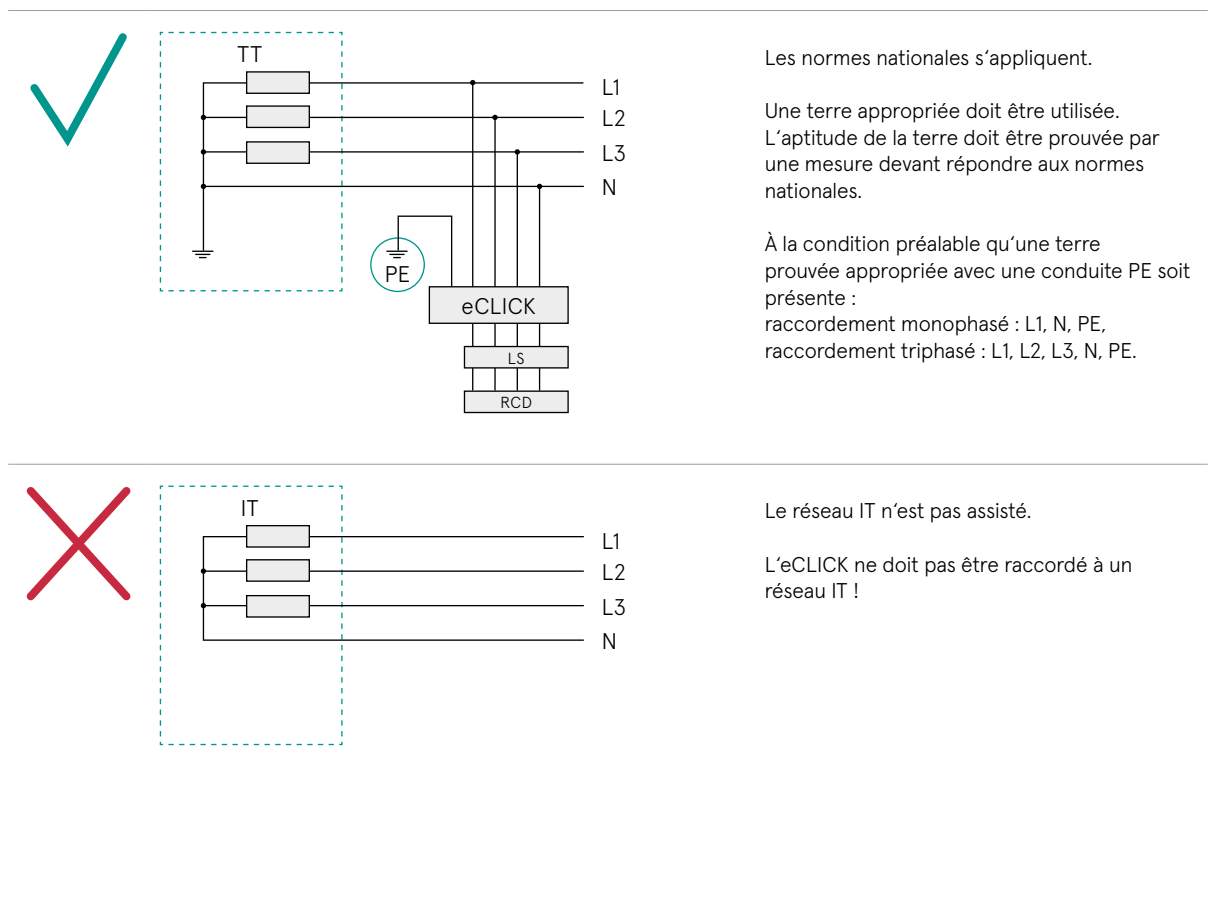 TT
L1
L2
L3
N
PE
eCLICK
LS
RCD
Les normes nationales s‘appliquent.
Une terre appropriée doit être utilisée.
L‘aptitude de la terre doit être prouvée par
une mesure devant répondre aux normes
nationales.
À la condition préalable qu‘une terre
prouvée appropriée avec une conduite PE soit
présente :
raccordement monophasé : L1, N, PE,
raccordement triphasé : L1, L2, L3, N, PE.
IT
L1
L2
L3
N
Le réseau IT n‘est pas assisté.
L‘eCLICK ne doit pas être raccordé à un
réseau IT !